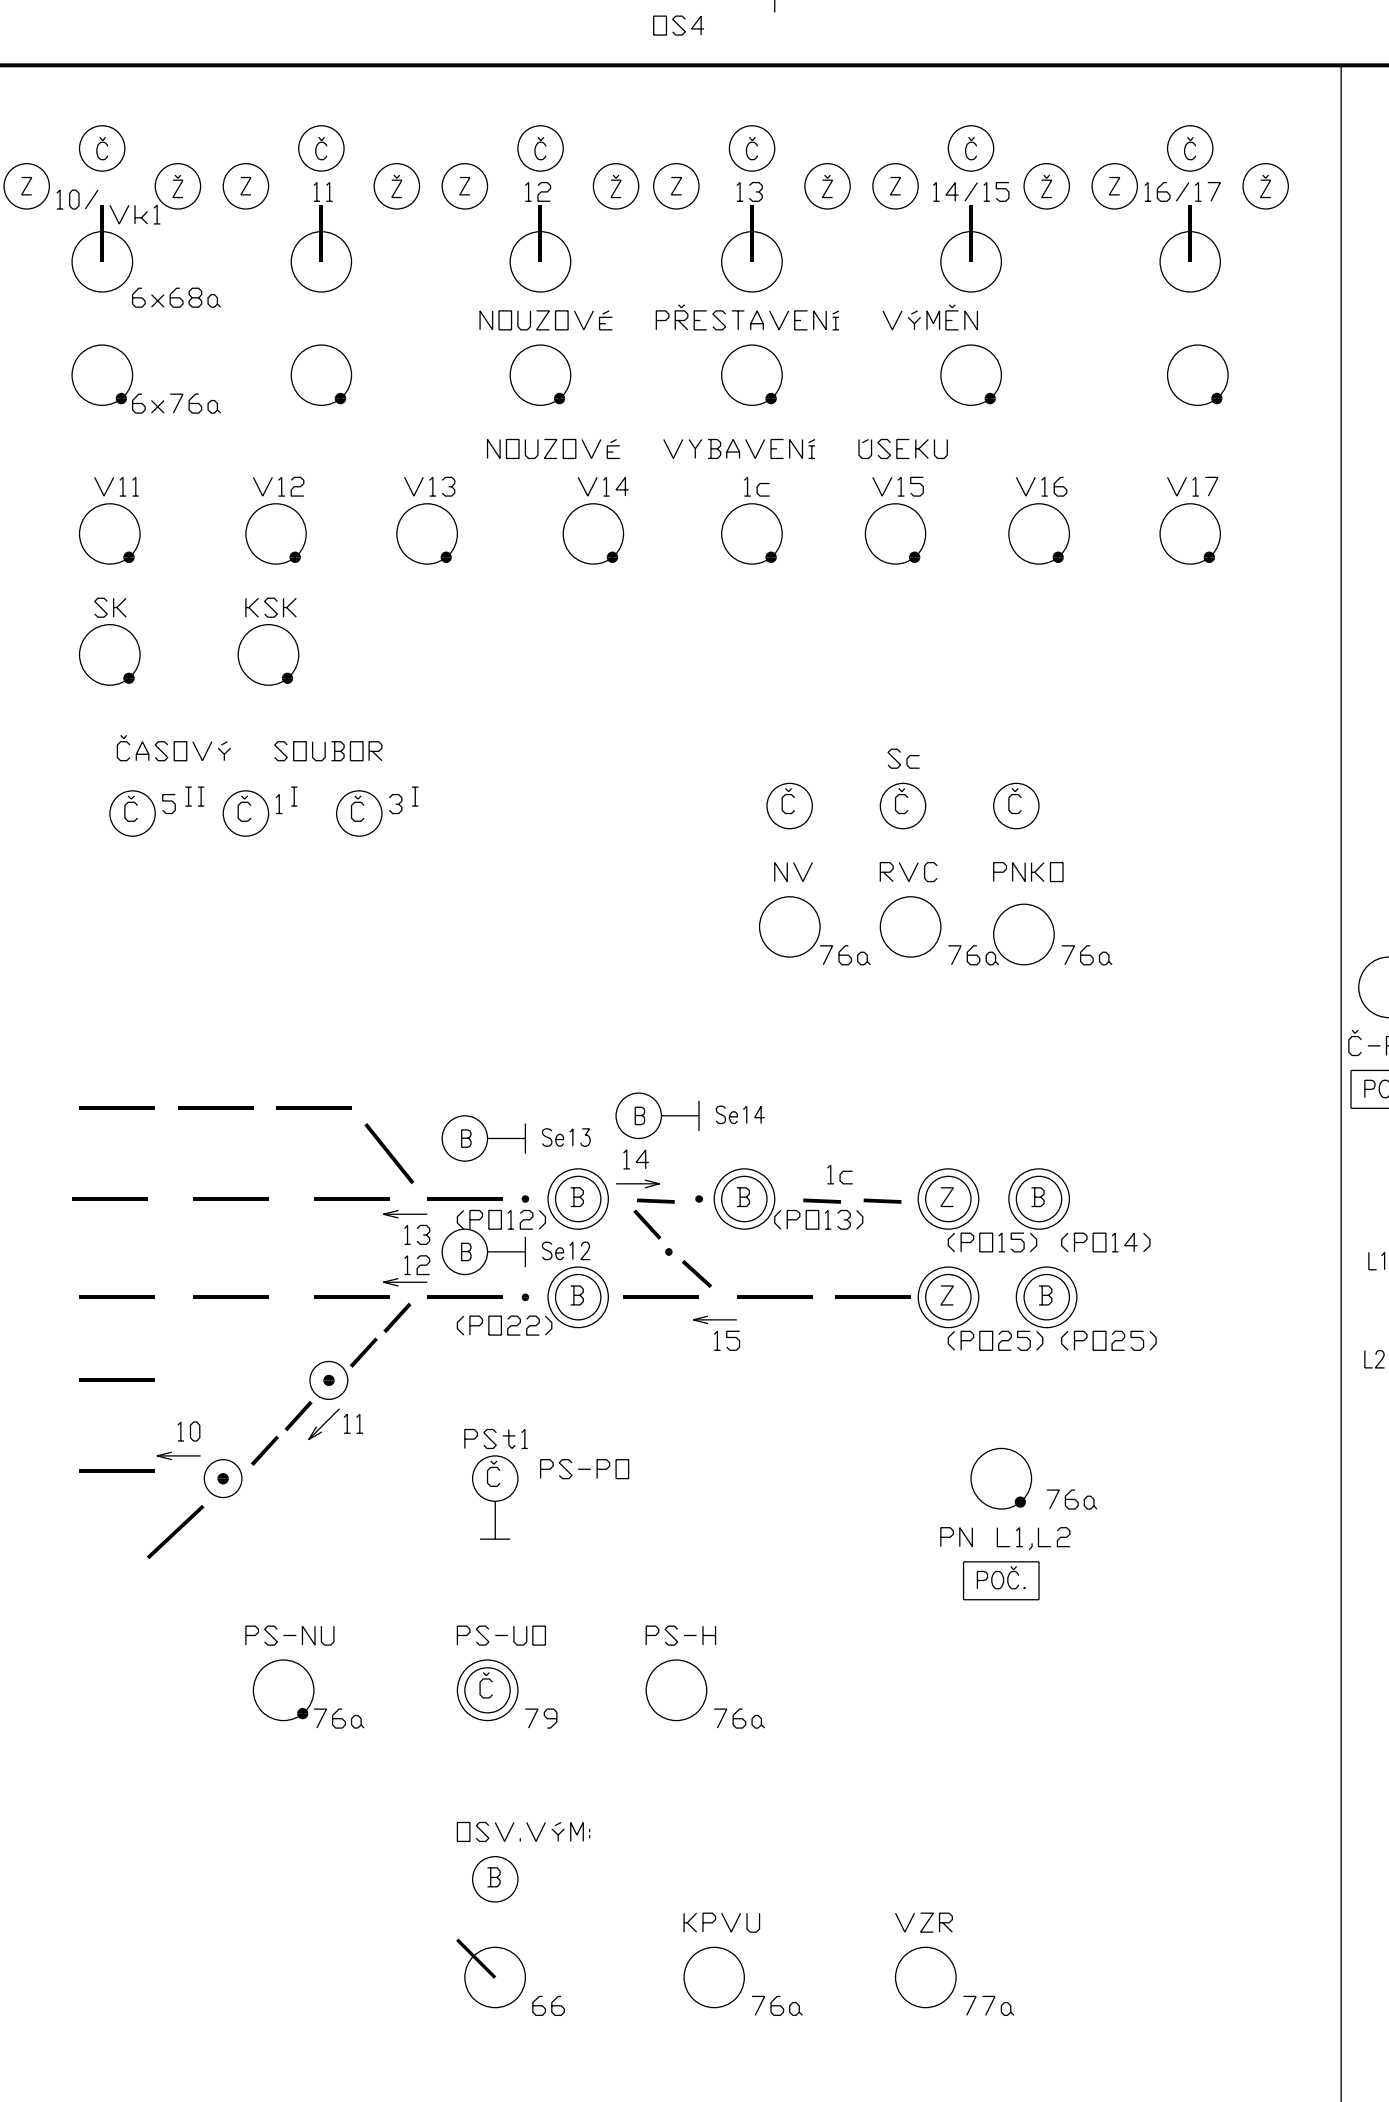 OS4
Č Č Č Č Č Č
Z 10/Vk1 Ž Z 11 Ž Z 12 Ž Z 13 Ž Z 14/15 Ž Z 16/17 Ž
6x68a
NOUZOVÉ PŘESTAVENÍ VÝMĚN
6x76a
NOUZOVÉ VYBAVENÍ ÚSEKU
V11 V12 V13 V14 1c V15 V16 V17
SK KSK
ČASOVÝ SOUBOR
Č 5II Č 1I Č 3I
Sc
Č Č Č
NV RVC PNKO
76a 76a 76a
Č-
L1
L2
B Se14
B Se13
14 1c
B B Z B
(PO12) (PO13) (PO15) (PO14)
13
B Se12
12
B Z B
(PO22) (PO25) (PO25)
15
11
10
PSt1
Č PS-PO
76a
PN L1,L2
POČ.
PS-NU PS-UO PS-H
Č
76a 79 76a
OSV.VÝM:
B
KPVU VZR
66 76a 77a